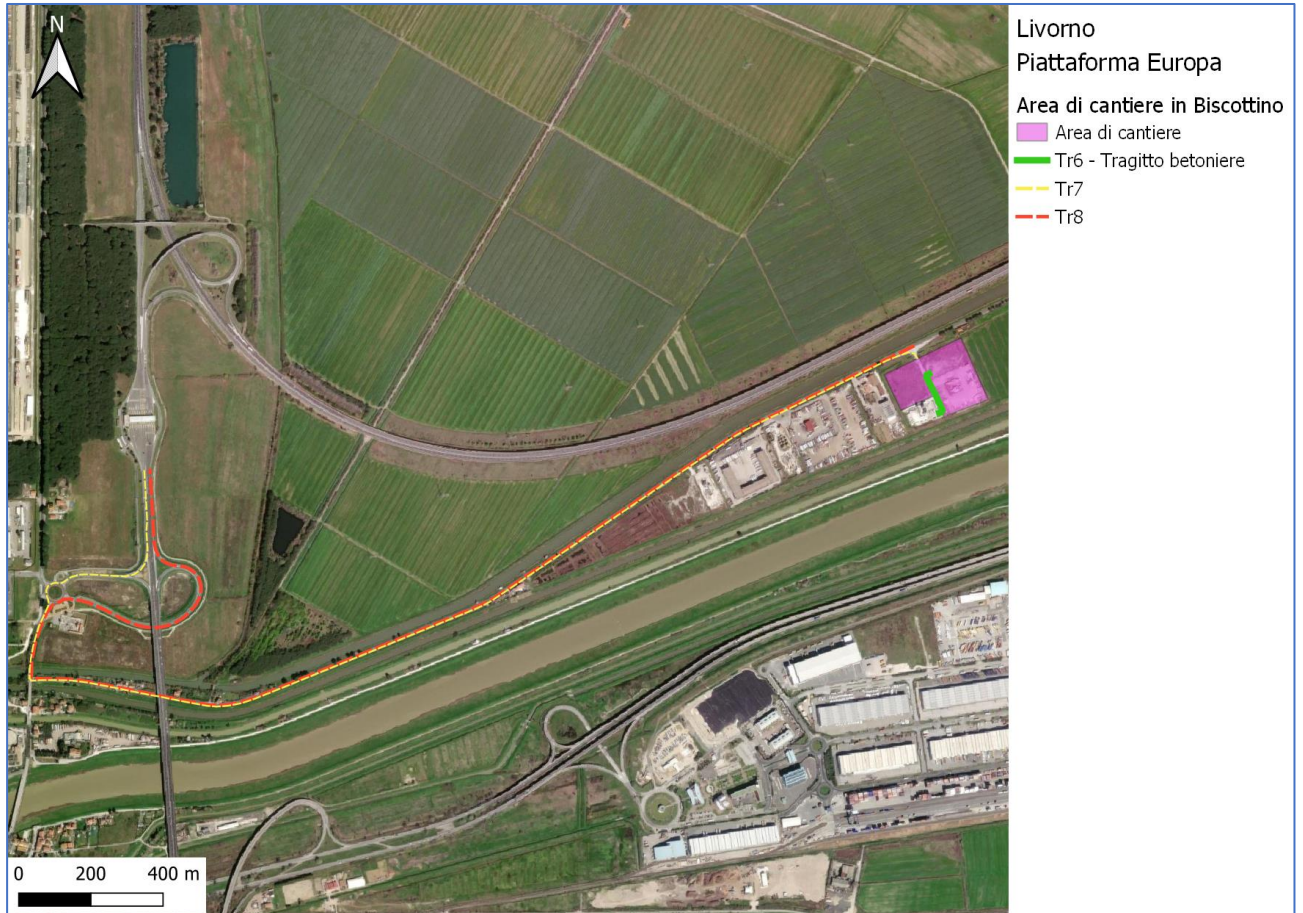 N
Livorno
Piattaforma Europa
Area di cantiere in Biscottino
Area di cantiere
Tr6 - Tragitto betoniere
Tr7
Tr8
0 200 400 m